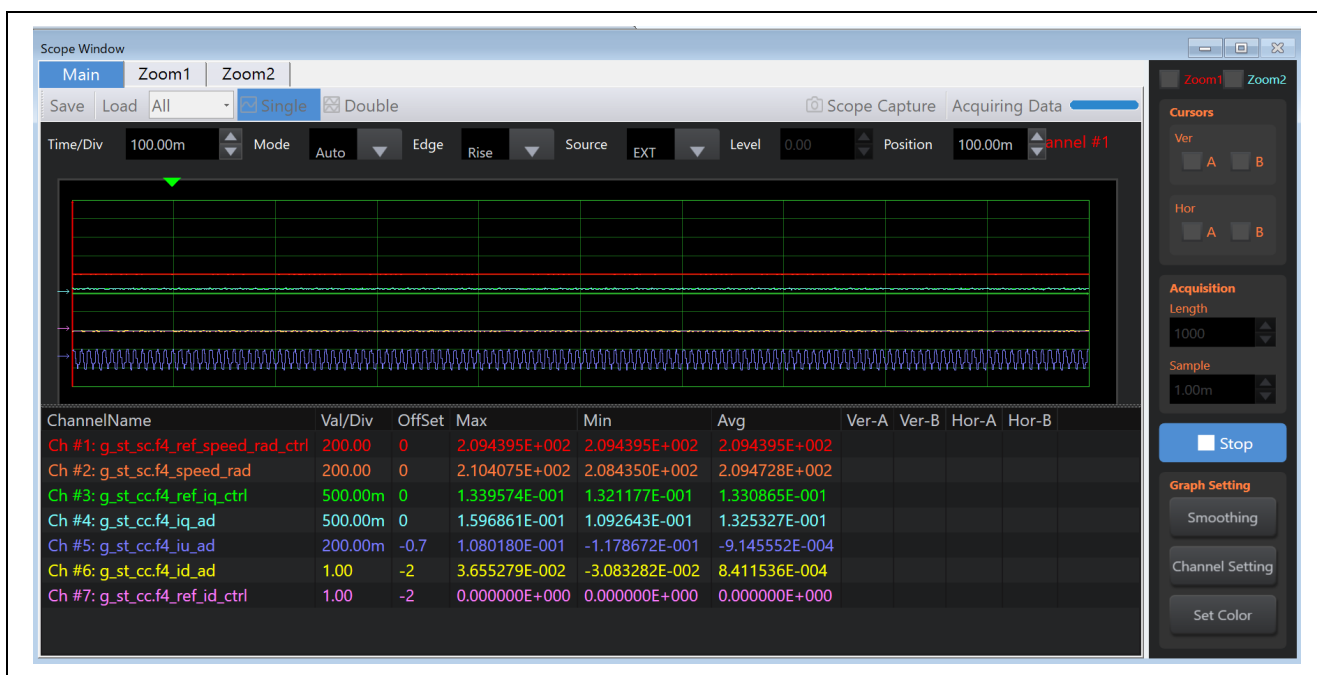 Scope Window
Main Zoom1 Zoom2
Save Load All Single Double Scope Capture Acquiring Data
Time/Div 100.00m Mode Auto Edge Rise Source EXT Level 0.00 Position 100.00m annel #1
ChannelName Val/Div OffSet Max Min Avg Ver-A Ver-B Hor-A Hor-B
Ch #1: g_st_sc.f4_ref_speed_rad_ctrl 200.00 0 2.094395E+002 2.094395E+002 2.094395E+002
Ch #2: g_st_sc.f4_speed_rad 200.00 0 2.104075E+002 2.084350E+002 2.094728E+002
Ch #3: g_st_cc.f4_ref_iq_ctrl 500.00m 0 1.339574E-001 1.321177E-001 1.330865E-001
Ch #4: g_st_cc.f4_iq_ad 500.00m 0 1.596861E-001 1.092643E-001 1.325327E-001
Ch #5: g_st_cc.f4_iu_ad 200.00m -0.7 1.080180E-001 -1.178672E-001 -9.145552E-004
Ch #6: g_st_cc.f4_id_ad 1.00 -2 3.655279E-002 -3.083282E-002 8.411536E-004
Ch #7: g_st_cc.f4_ref_id_ctrl 1.00 -2 0.000000E+000 0.000000E+000 0.000000E+000
Zoom1 Zoom2
Cursors
Ver
A B
Hor
A B
Acquisition
Length
1000
Sample
1.00m
Stop
Graph Setting
Smoothing
Channel Setting
Set Color